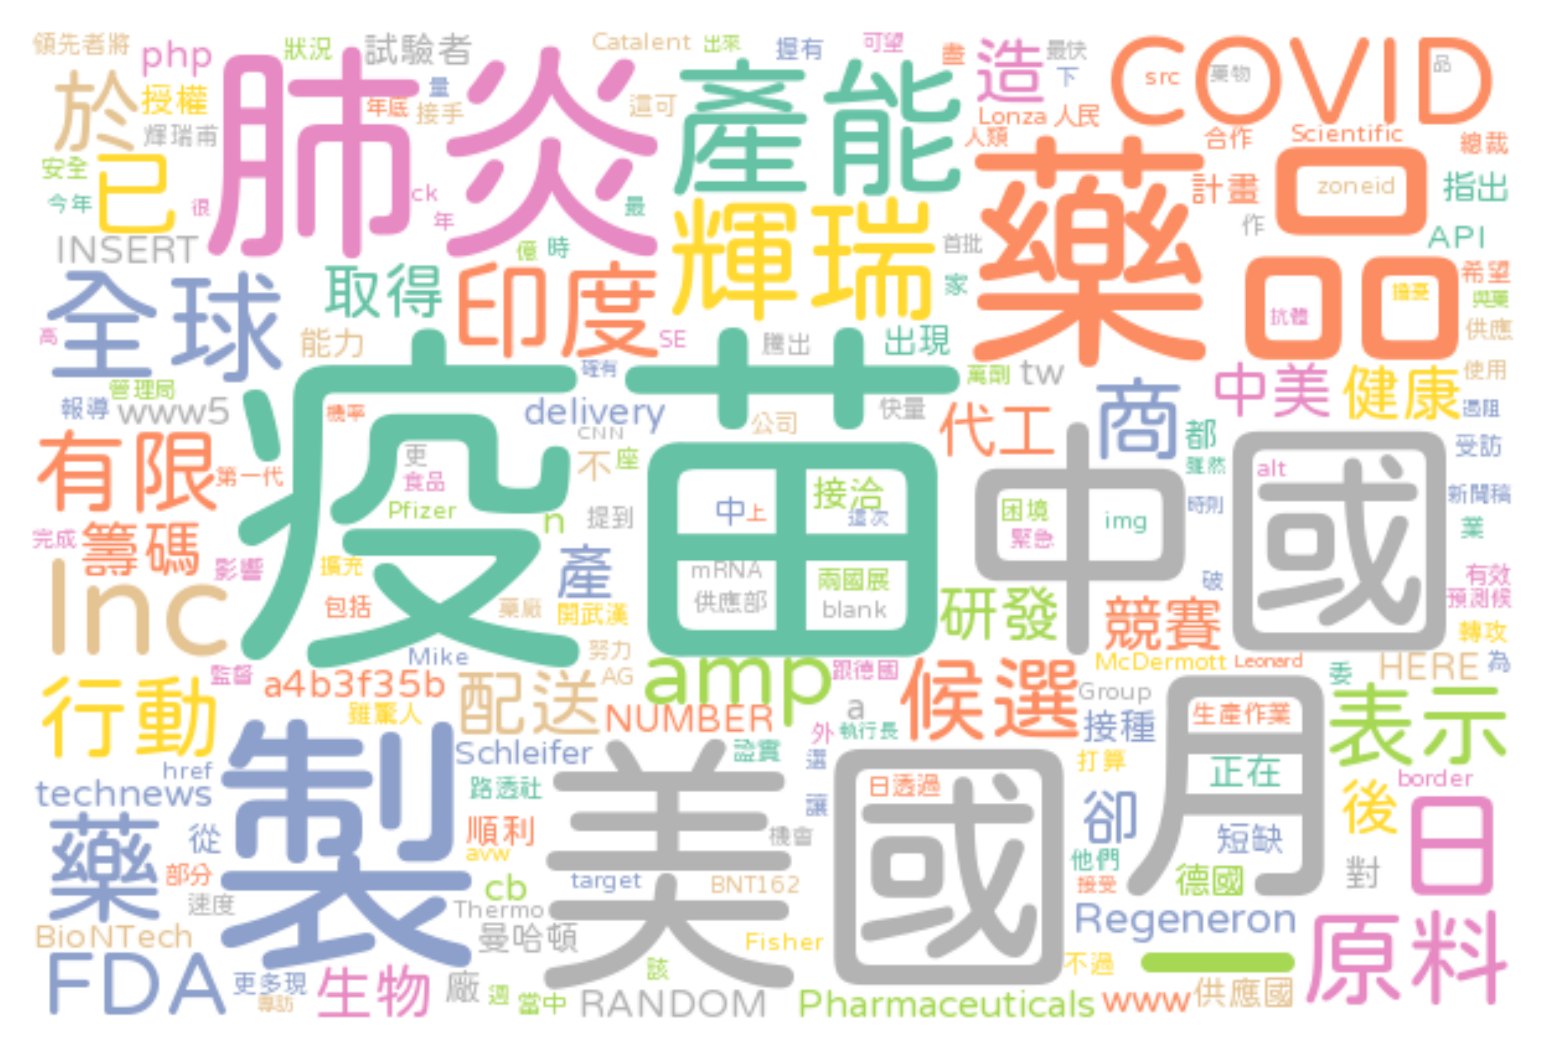 領先者將
php
狀況
試驗者
Catalent
出來
握有
可望
盡
造
最快
COVID
src
藥物
品
於
授權
肺炎
量
年底
接手
這可
產能
下
Lonza
人民
輝瑞甫
人類
藥品
合作
Scientific
總裁
安全
已
今年
很
ck
年
最
輝瑞
計畫
zoneid
指出
INSERT
億
時
首批
作
API
全球
取得
印度
家
抗體
擔憂
希望
與藥
供應
高
能力
SE
騰出
出現
管理局
確有
萬劑
tw
中美
健康
使用
報導
www5
機率
疫苗
delivery
公司
快量
代工
商
遏阻
有限
第一代
更
食品
CNN
不
座
都
雖然
中國
alt
受訪
Pfizer
n
提到
中
上
接洽
這次
困境
緊急
img
時則
新聞稿
業
完成
籌碼
影響
擴充
產
mRNA
供應部
兩國展
blank
研發
破
有效
預測候
Inc
包括
藥廠
開武漢
競賽
轉攻
努力
Mike
McDermott
Leonard
委
HERE
為
監督
a4b3f35b
配送
AG
amp
跟德國
候選
Group
月
行動
雖驚人
NUMBER
a
外
執行長
接種
生產作業
表示
製
Schleifer
證實
選
打算
正在
href
technews
路透社
美國
日透過
border
讓
卻
後
日
藥
從
順利
機會
短缺
avw
他們
部分
cb
target
BNT162
接受
德國
對
速度
Thermo
BioNTech
曼哈頓
Fisher
Regeneron
原料
FDA
更多現
專訪
生物
廠
週
當中
該
不過
一
RANDOM
Pharmaceuticals
www
供應國